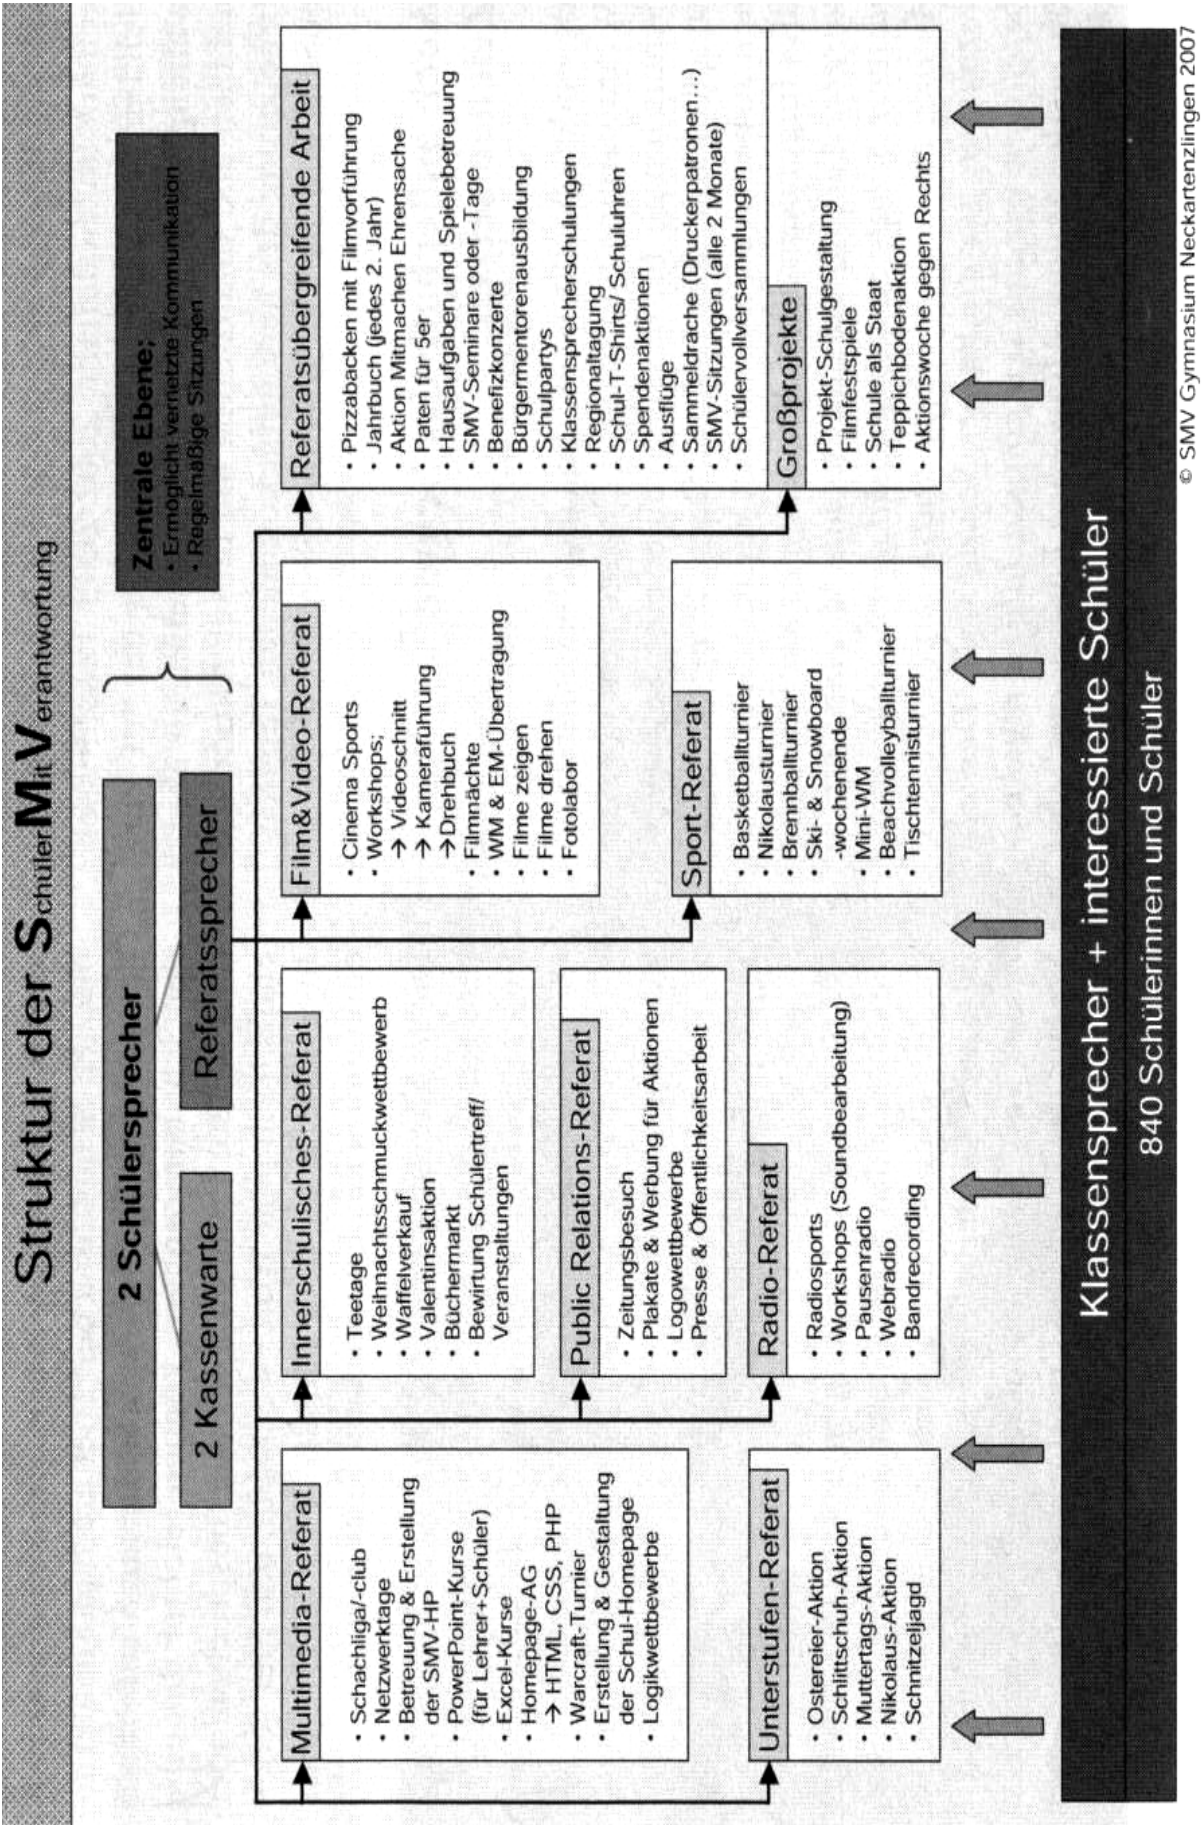 Struktur der SchülerMitVerantwortung
2 Schülersprecher
2 Kassenwarte
Referatssprecher
Zentrale Ebene;
· Ermöglicht vernetzte Kommunikation
· Regelmäßige Sitzungen
Multimedia-Referat
· Schachliga/-club
· Netzwerktage
· Betreuung & Erstellung
der SMV-HP
· PowerPoint-Kurse
(für Lehrer+Schüler)
· Excel-Kurse
· Homepage-AG
→ HTML, CSS, PHP
· Warcraft-Turnier
· Erstellung & Gestaltung
der Schul-Homepage
· Logikwettbewerbe
Unterstufen-Referat
· Ostereier-Aktion
· Schlittschuh-Aktion
· Muttertags-Aktion
· Nikolaus-Aktion
· Schnitzeljagd
Innerschulisches-Referat
· Teetage
· Weihnachtsschmuckwettbewerb
· Waffelverkauf
· Valentinsaktion
· Büchermarkt
· Bewirtung Schülertreff/
Veranstaltungen
Public Relations-Referat
· Zeitungsbesuch
· Plakate & Werbung für Aktionen
· Logowettbewerbe
· Presse & Öffentlichkeitsarbeit
Radio-Referat
· Radiosports
· Workshops (Soundbearbeitung)
· Pausenradio
· Webradio
· Bandrecording
Film&Video-Referat
· Cinema Sports
· Workshops;
→ Videoschnitt
→ Kameraführung
→Drehbuch
· Filmnächte
· WM & EM-Übertragung
· Filme zeigen
· Filme drehen
· Fotolabor
Sport-Referat
· Basketballturnier
· Nikolausturnier
· Brennballturnier
· Ski- & Snowboard
-wochenende
· Mini-WM
· Beachvolleyballturnier
· Tischtennisturnier
Referatsübergreifende Arbeit
· Pizzabacken mit Filmvorführung
· Jahrbuch (jedes 2. Jahr)
· Aktion Mitmachen Ehrensache
· Paten für 5er
· Hausaufgaben und Spielebetreuung
· SMV-Seminare oder -Tage
· Benefizkonzerte
· Bürgermentorenausbildung
· Schulpartys
· Klassensprecherschulungen
· Regionaltagung
· Schul-T-Shirts/ Schuluhren
· Spendenaktionen
· Ausflüge
· Sammeldrache (Druckerpatronen...)
· SMV-Sitzungen (alle 2 Monate)
· Schülervollversammlungen
Großprojekte
· Projekt-Schulgestaltung
· Filmfestspiele
· Schule als Staat
· Teppichbodenaktion
· Aktionswoche gegen Rechts
Klassensprecher + interessierte Schüler
840 Schülerinnen und Schüler
© SMV Gymnasium Neckartenzlingen 2007